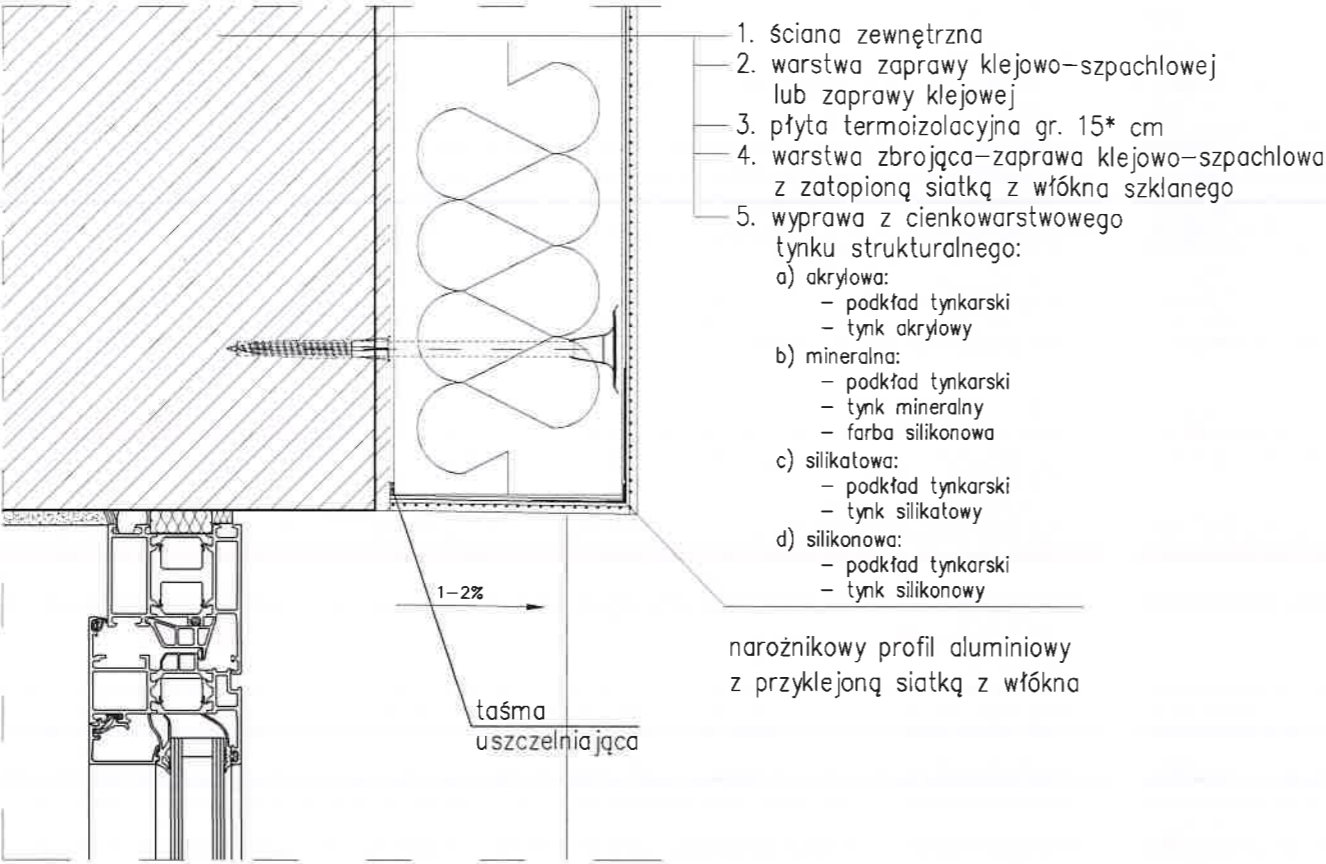 1. ściana zewnętrzna
2. warstwa zaprawy klejowo-szpachlowej
lub zaprawy klejowej
3. płyta termoizolacyjna gr. 15* cm
4. warstwa zbrojąca-zaprawa klejowo-szpachlowa
z zatopioną siatką z włókna szklanego
5. wyprawa z cienkowarstwowego
tynku strukturalnego:
a) akrylowa:
– podkład tynkarski
– tynk akrylowy
b) mineralna:
– podkład tynkarski
– tynk mineralny
– farba silikonowa
c) silikatowa:
– podkład tynkarski
– tynk silikatowy
d) silikonowa:
– podkład tynkarski
– tynk silikonowy
narożnikowy profil aluminiowy
z przyklejoną siatką z włókna
1-2%
taśma
uszczelniająca